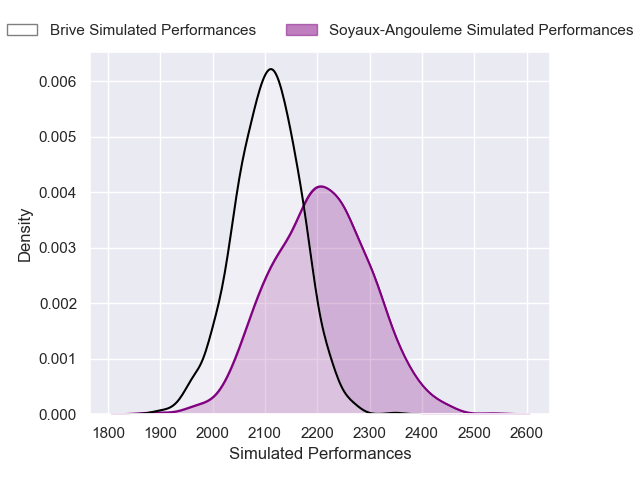 Brive Simulated Performances Soyaux-Angouleme Simulated Performances
0.006
0.005
0.004
0.003
0.002
0.001
0.000
Density
1800 1900 2000 2100 2200 2300 2400 2500 2600
Simulated Performances